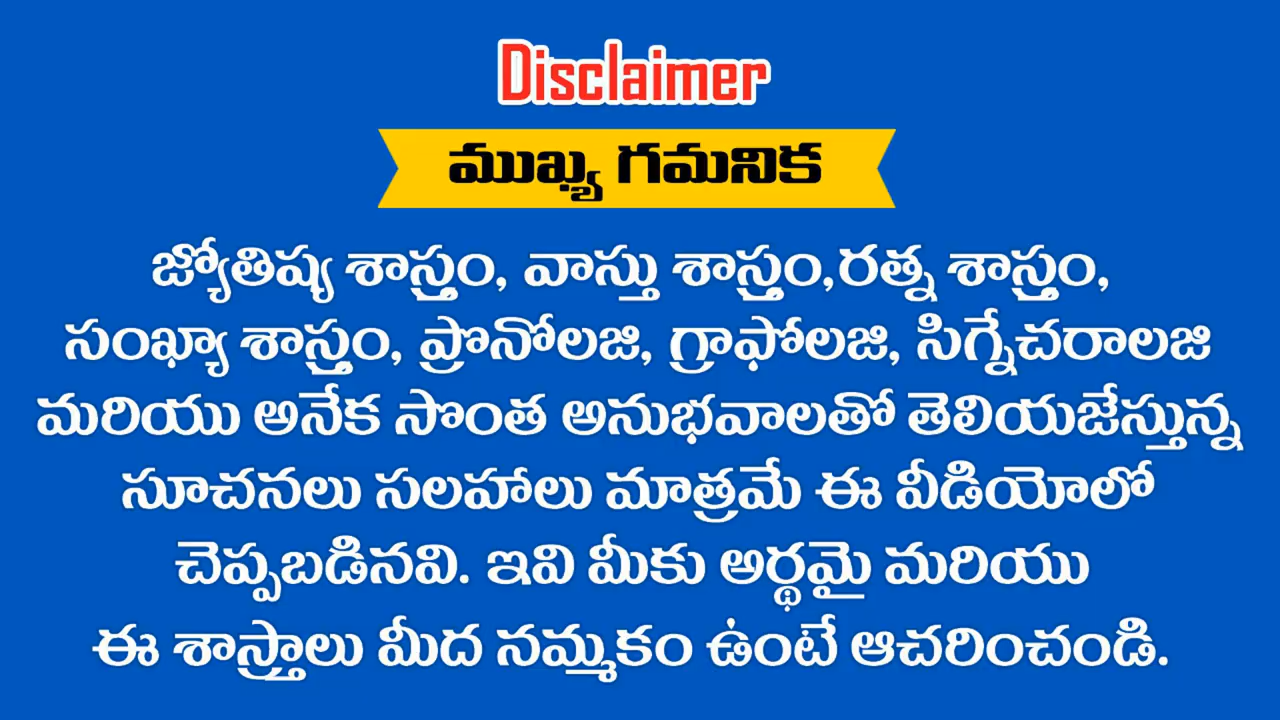 Disclaimer
ముఖ్య గమనిక
జ్యోతిష్య శాస్త్రం, వాస్తు శాస్త్రం,రత్న శాస్త్రం,
సంఖ్యా శాస్త్రం, ప్రొనోలజి, గ్రాఫోలజి, సిగ్నేచరాలజి
మరియు అనేక సొంత అనుభవాలతో తెలియజేస్తున్న
సూచనలు సలహాలు మాత్రమే ఈ వీడియోలో
చెప్పబడినవి. ఇవి మీకు అర్థమై మరియు
ఈ శాస్త్రాలు మీద నమ్మకం ఉంటే ఆచరించండి.